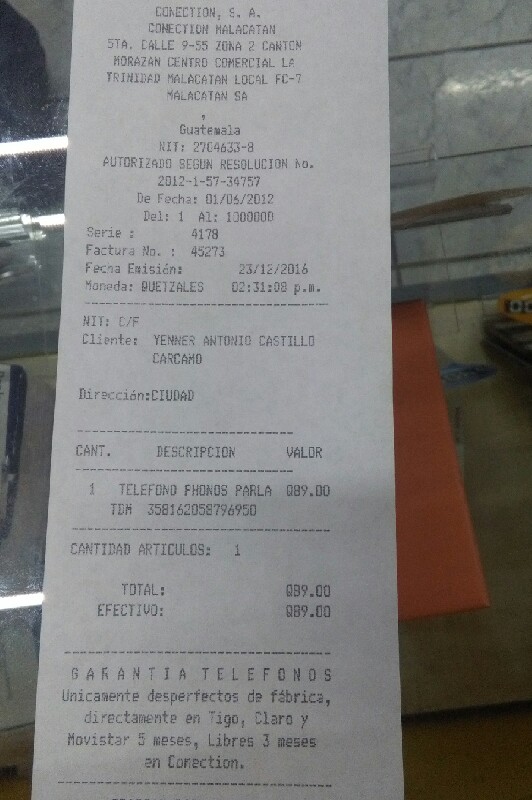 CONECTION, S. A.
CONECTION MALACATAN
5TA. CALLE 9-55 ZONA 2 CANTON
MORAZAN CENTRO COMERCIAL LA
TRINIDAD MALACATAN LOCAL FC-7
MALACATAN SA
,
Guatemala
NIT: 2704633-8
AUTORIZADO SEGUN RESOLUCION No.
2012-1-57-34757
De Fecha: 01/06/2012
Del: 1 Al: 1000000
Serie : 4178
Factura No. : 45273
Fecha Emisión: 23/12/2016
Moneda: QUETZALES 02:31:08 p.m.
NIT: C/F
Cliente: YENNER ANTONIO CASTILLO
CARCAMO
Dirección:CIUDAD
CANT. DESCRIPCION VALOR
1 TELEFONO FHONOS PARLA Q89.00
TDM 358162058796950
CANTIDAD ARTICULOS: 1
TOTAL: Q89.00
EFECTIVO: Q89.00
GARANTIA TELEFONOS
Unicamente desperfectos de fábrica,
directamente en Tigo, Claro y
Movistar 5 meses, Libres 3 meses
en Conection.